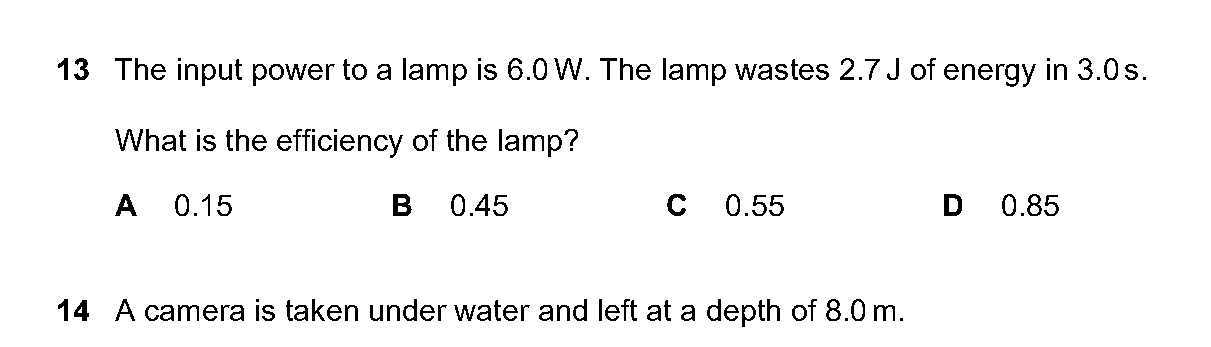 13 The input power to a lamp is 6.0 W. The lamp wastes 2.7 J of energy in 3.0 s.
What is the efficiency of the lamp?
A 0.15 B 0.45 C 0.55 D 0.85
14 A camera is taken under water and left at a depth of 8.0 m.